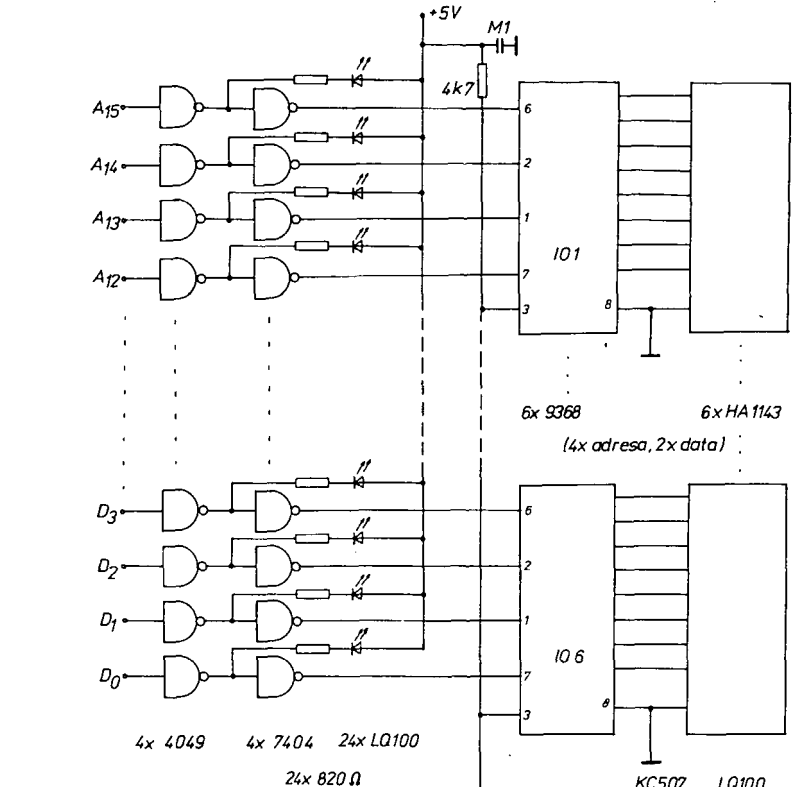 +5V
M1
4k7
A15
6
A14
2
A13
1
IO1
A12
7
3
8
6x 9368
6x HA 1143
(4x adresa, 2x data)
D3
6
D2
2
D1
1
IO 6
D0
7
8
3
4x 4049
4x 7404
24x LQ100
24x 820 Ω
KC507
LQ100